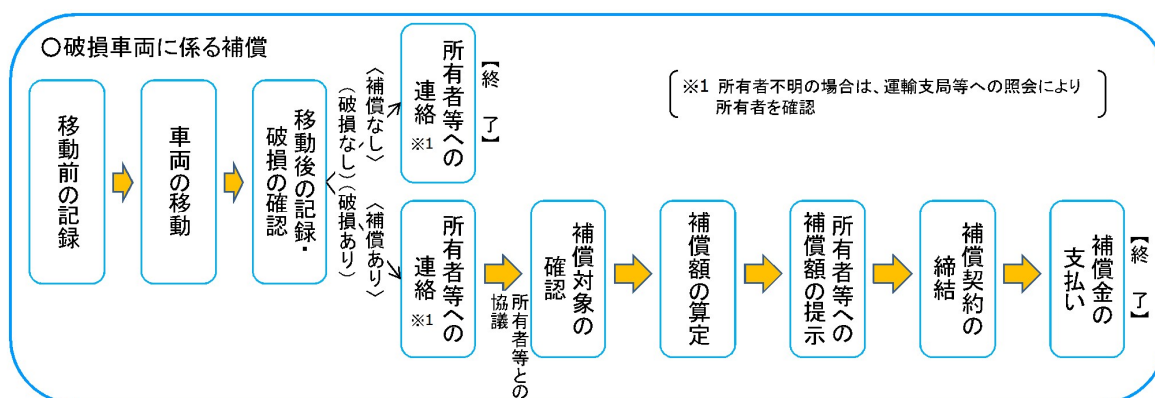 〇破損車両に係る補償
移動前の記録
車両の移動
移動後の記録・
破損の確認
(破損なし)
〈補償なし〉
所有者等への
連絡
※1
【終 了】
※1 所有者不明の場合は、運輸支局等への照会により
所有者を確認
(破損あり)
〈補償あり〉
所有者等への
連絡
※1
所有者等との
協議
補償対象の
確認
補償額の算定
所有者等への
補償額の提示
補償契約の
締結
補償金の
支払い
【終 了】